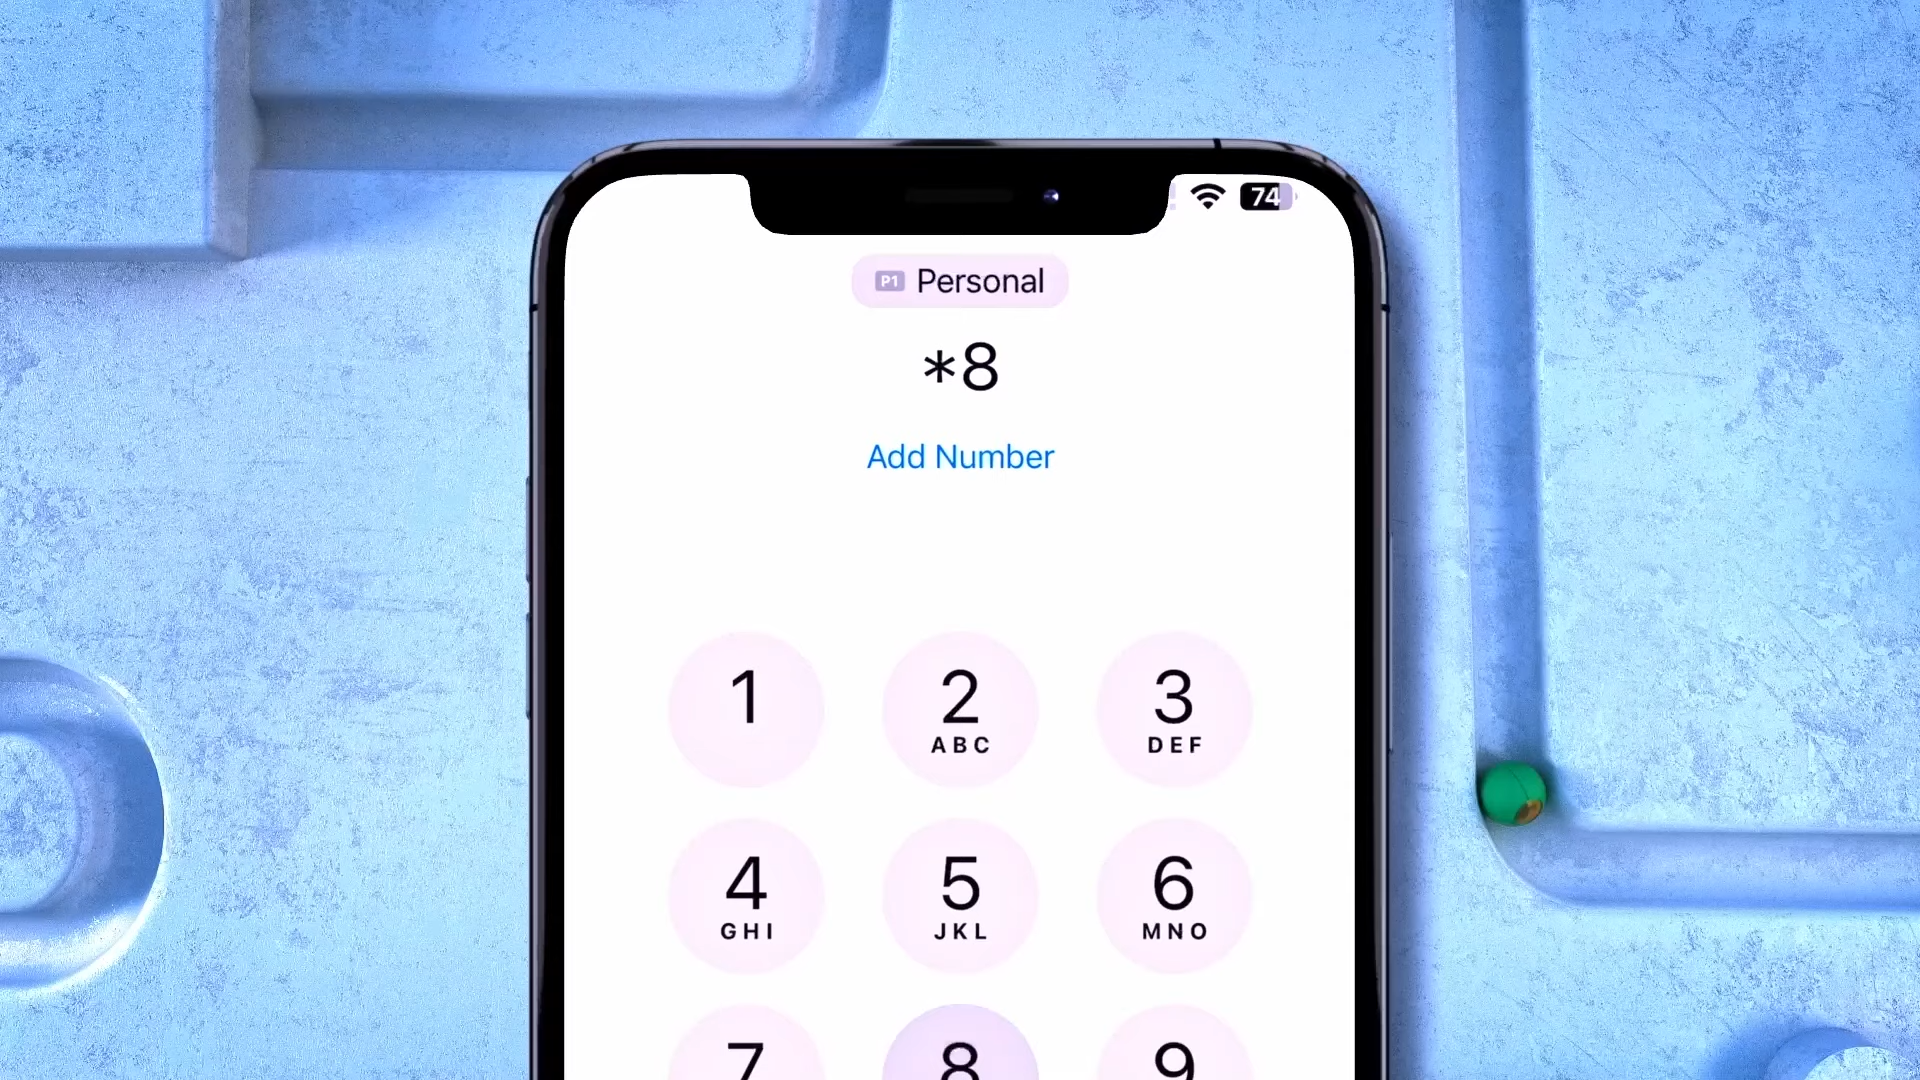 74
P1 Personal
*8
Add Number
1 2 3
ABC DEF
4 5 6
GHI JKL MNO
7 8 9